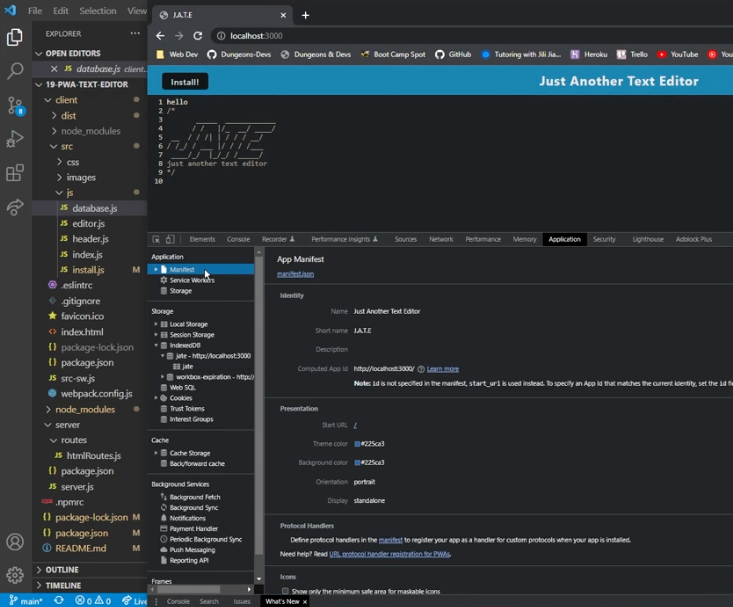 File Edit Selection View
EXPLORER
OPEN EDITORS
JS database.js client...
19-PWA-TEXT-EDITOR
client
dist
node_modules
src
css
images
js
JS database.js
JS editor.js
JS header.js
JS index.js
JS install.js M
.eslintrc
.gitignore
favicon.ico
index.html
package-lock.json
package.json
src-sw.js
webpack.config.js
node_modules
server
routes
JS htmlRoutes.js
package.json
JS server.js
.npmrc
package-lock.json M
package.json M
README.md M
OUTLINE
TIMELINE
main* 0 0 Live
J.A.T.E
localhost:3000
Web Dev Dungeons-Devs Dungeons & Devs Boot Camp Spot GitHub Tutoring with Jili Jia... Heroku Trello YouTube
Install! Just Another Text Editor
1 hello
2 /*
3
4
5
6
7
8 just another text editor
9 */
10
Elements Console Recorder Performance insights Sources Network Performance Memory Application Security Lighthouse Adblock Plus
Application
Manifest
Service Workers
Storage
Storage
Local Storage
Session Storage
IndexedDB
jate - http://localhost:3000
jate
workbox-expiration - http://
Web SQL
Cookies
Trust Tokens
Interest Groups
Cache
Cache Storage
Back/forward cache
Background Services
Background Fetch
Background Sync
Notifications
Payment Handler
Periodic Background Sync
Push Messaging
Reporting API
Frames
App Manifest
manifest.json
Identity
Name Just Another Text Editor
Short name J.A.T.E
Description
Computed App Id http://localhost:3000/ Learn more
Note: id is not specified in the manifest, start_url is used instead. To specify an App Id that matches the current identity, set the id
Presentation
Start URL /
Theme color #225ca3
Background color #225ca3
Orientation portrait
Display standalone
Protocol Handlers
Define protocol handlers in the manifest to register your app as a handler for custom protocols when your app is installed.
Need help? Read URL protocol handler registration for PWAs.
Icons
Show only the minimum safe area for maskable icons
Console Search Issues What's New